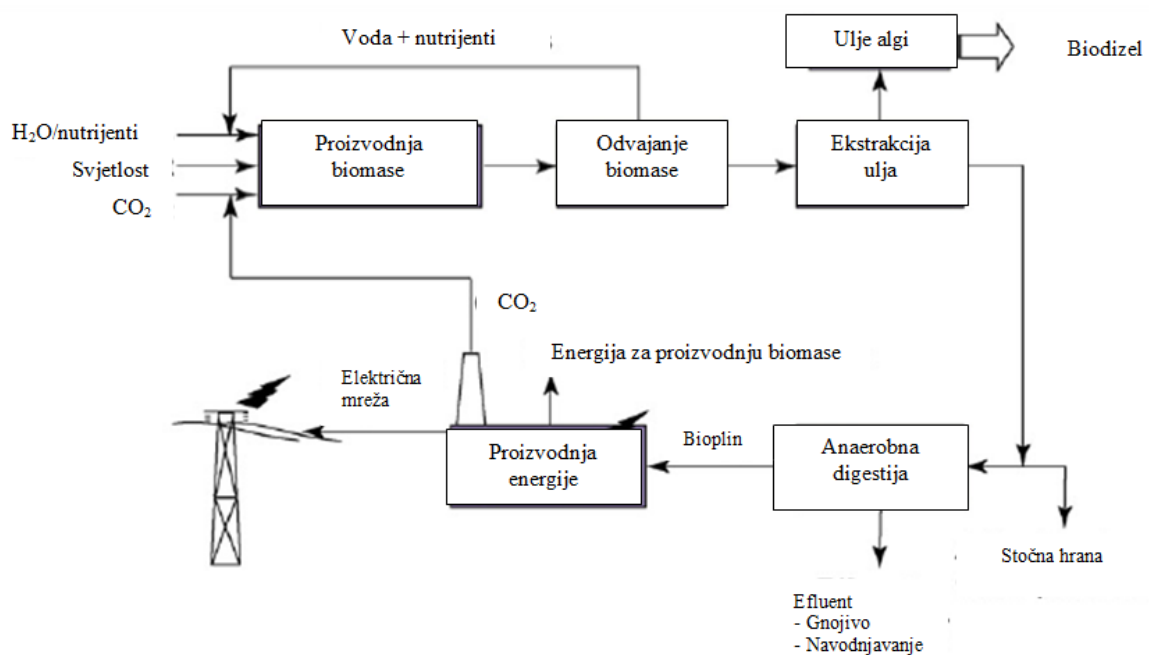 Voda + nutrijenti
Ulje algi
Biodizel
H₂O/nutrijenti
Svjetlost
CO₂
Proizvodnja
biomase
Odvajanje
biomase
Ekstrakcija
ulja
CO₂
Energija za proizvodnju biomase
Električna
mreža
Proizvodnja
energije
Bioplin
Anaerobna
digestija
Stočna hrana
Efluent
- Gnojivo
- Navodnjavanje